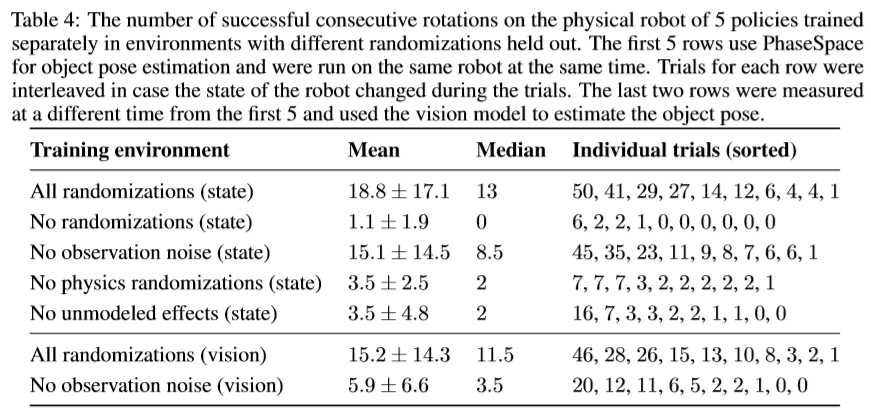 Table 4: The number of successful consecutive rotations on the physical robot of 5 policies trained
separately in environments with different randomizations held out. The first 5 rows use PhaseSpace
for object pose estimation and were run on the same robot at the same time. Trials for each row were
interleaved in case the state of the robot changed during the trials. The last two rows were measured
at a different time from the first 5 and used the vision model to estimate the object pose.
Training environment Mean Median Individual trials (sorted)
All randomizations (state) 18.8 ± 17.1 13 50, 41, 29, 27, 14, 12, 6, 4, 4, 1
No randomizations (state) 1.1 ± 1.9 0 6, 2, 2, 1, 0, 0, 0, 0, 0, 0
No observation noise (state) 15.1 ± 14.5 8.5 45, 35, 23, 11, 9, 8, 7, 6, 6, 1
No physics randomizations (state) 3.5 ± 2.5 2 7, 7, 7, 3, 2, 2, 2, 2, 2, 1
No unmodeled effects (state) 3.5 ± 4.8 2 16, 7, 3, 3, 2, 2, 1, 1, 0, 0
All randomizations (vision) 15.2 ± 14.3 11.5 46, 28, 26, 15, 13, 10, 8, 3, 2, 1
No observation noise (vision) 5.9 ± 6.6 3.5 20, 12, 11, 6, 5, 2, 2, 1, 0, 0